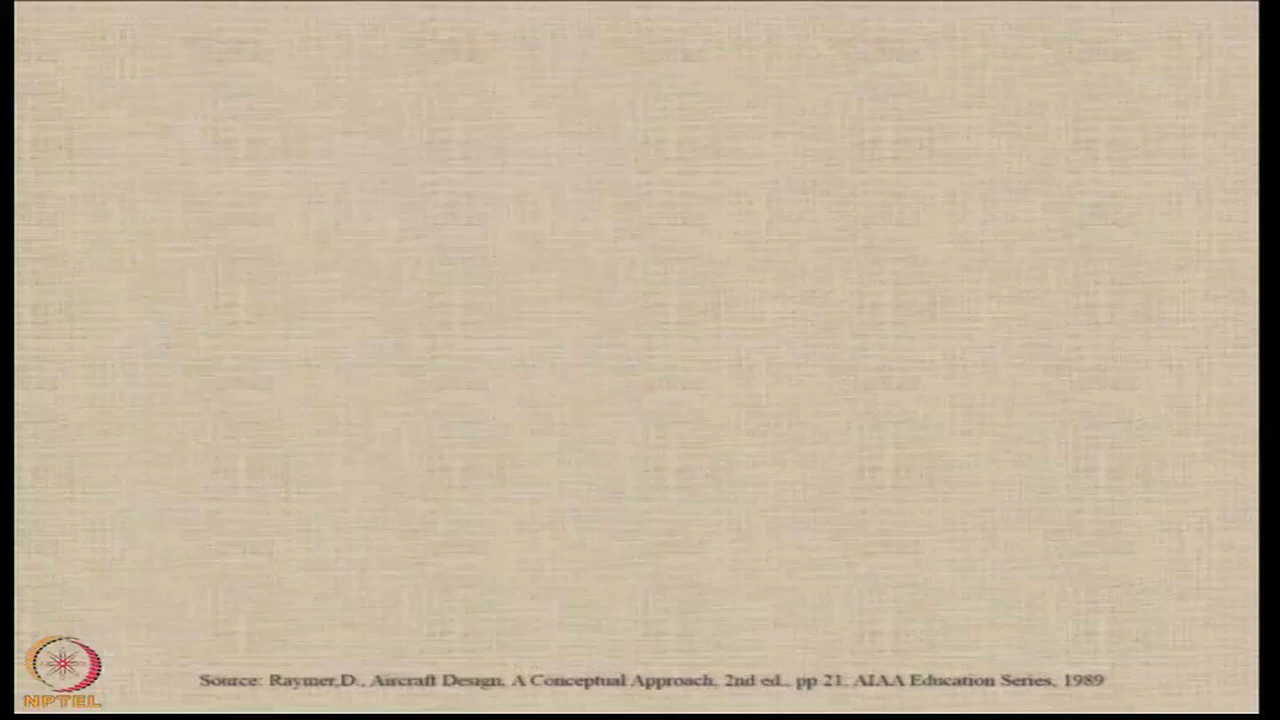 Source: Raymer,D., Aircraft Design, A Conceptual Approach, 2nd ed., pp 21, AIAA Education Series, 1989
NPTEL